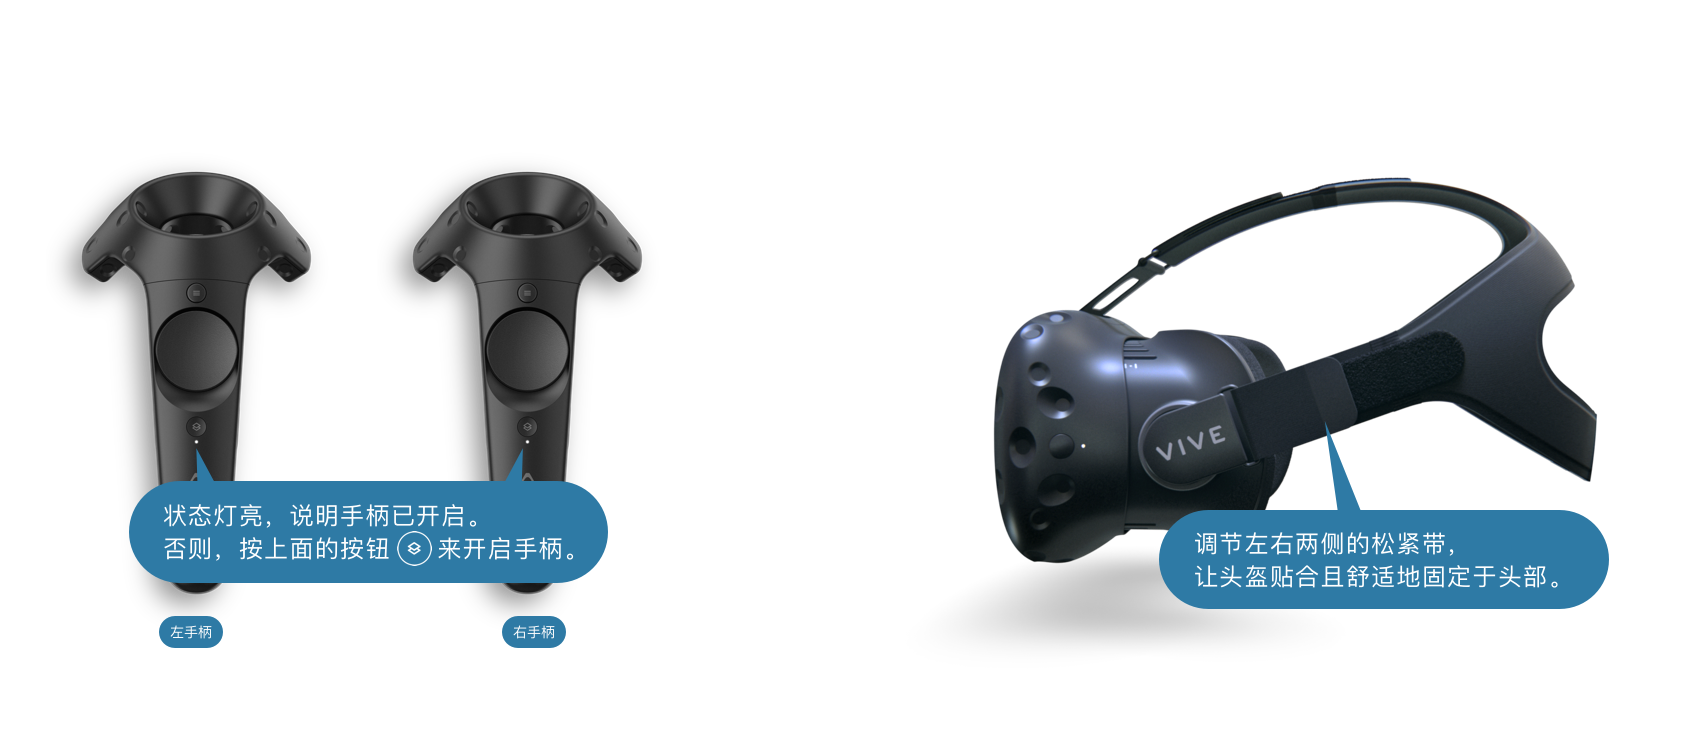 状态灯亮，说明手柄已开启。
否则，按上面的按钮 来开启手柄。
左手柄
右手柄
VIVE
调节左右两侧的松紧带，
让头盔贴合且舒适地固定于头部。